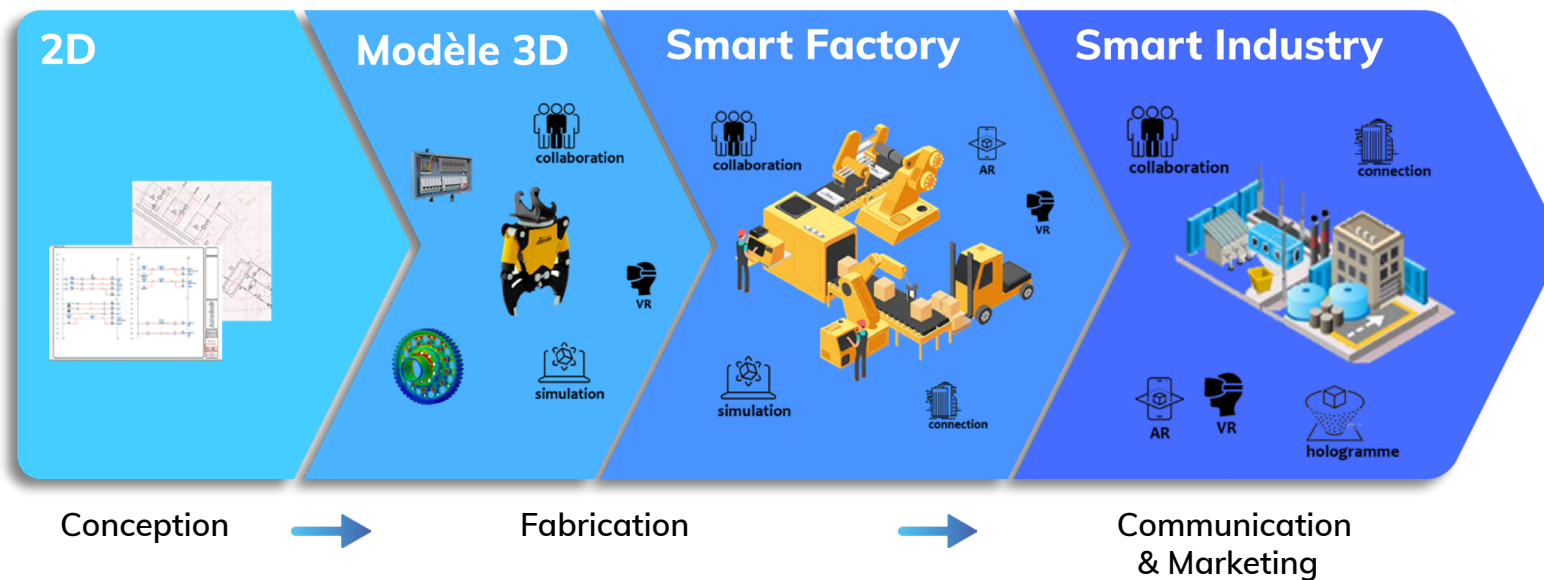 2D
Modèle 3D
Smart Factory
Smart Industry
collaboration
VR
simulation
collaboration
AR
VR
simulation
connection
collaboration
connection
AR
VR
hologramme
Conception
Fabrication
Communication
& Marketing